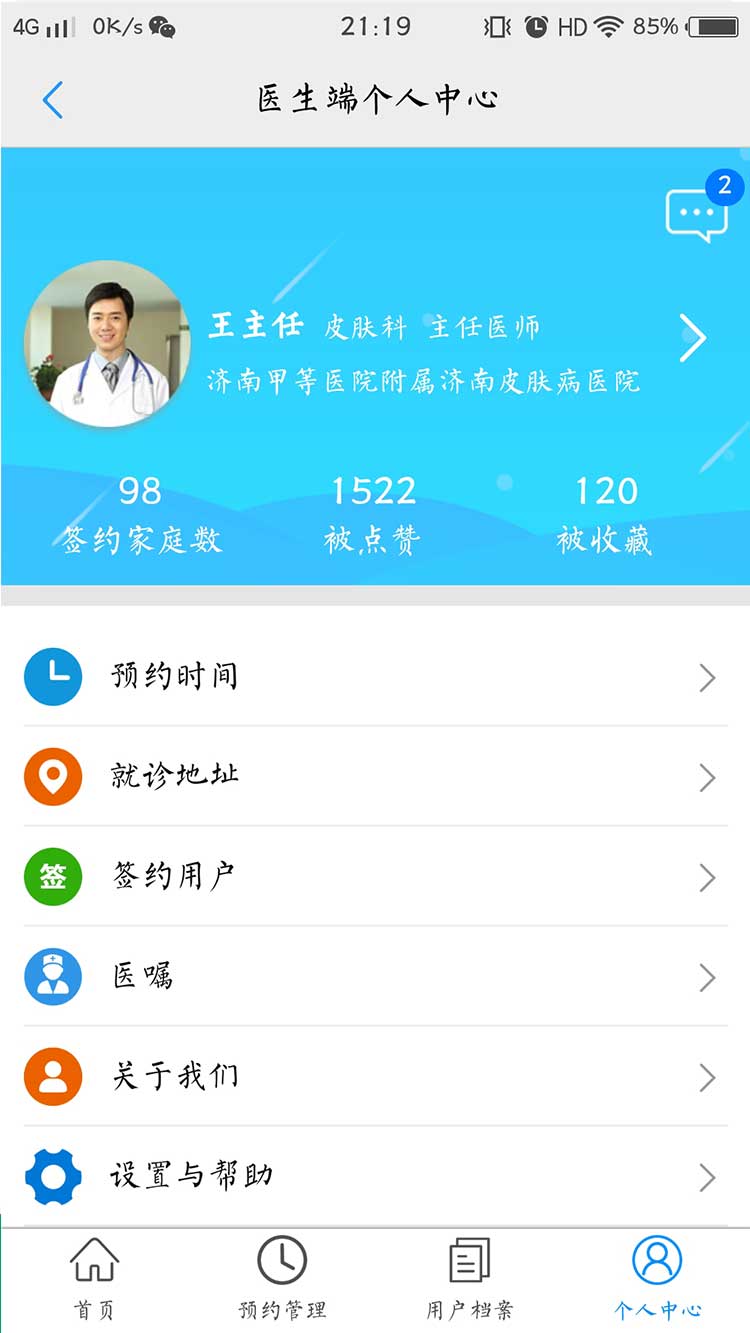 4G 0K/s 21:19 HD 85%
医生端个人中心
2
王主任 皮肤科 主任医师
济南甲等医院附属济南皮肤病医院
98 1522 120
签约家庭数 被点赞 被收藏
预约时间
就诊地址
签 签约用户
医嘱
关于我们
设置与帮助
首页 预约管理 用户档案 个人中心